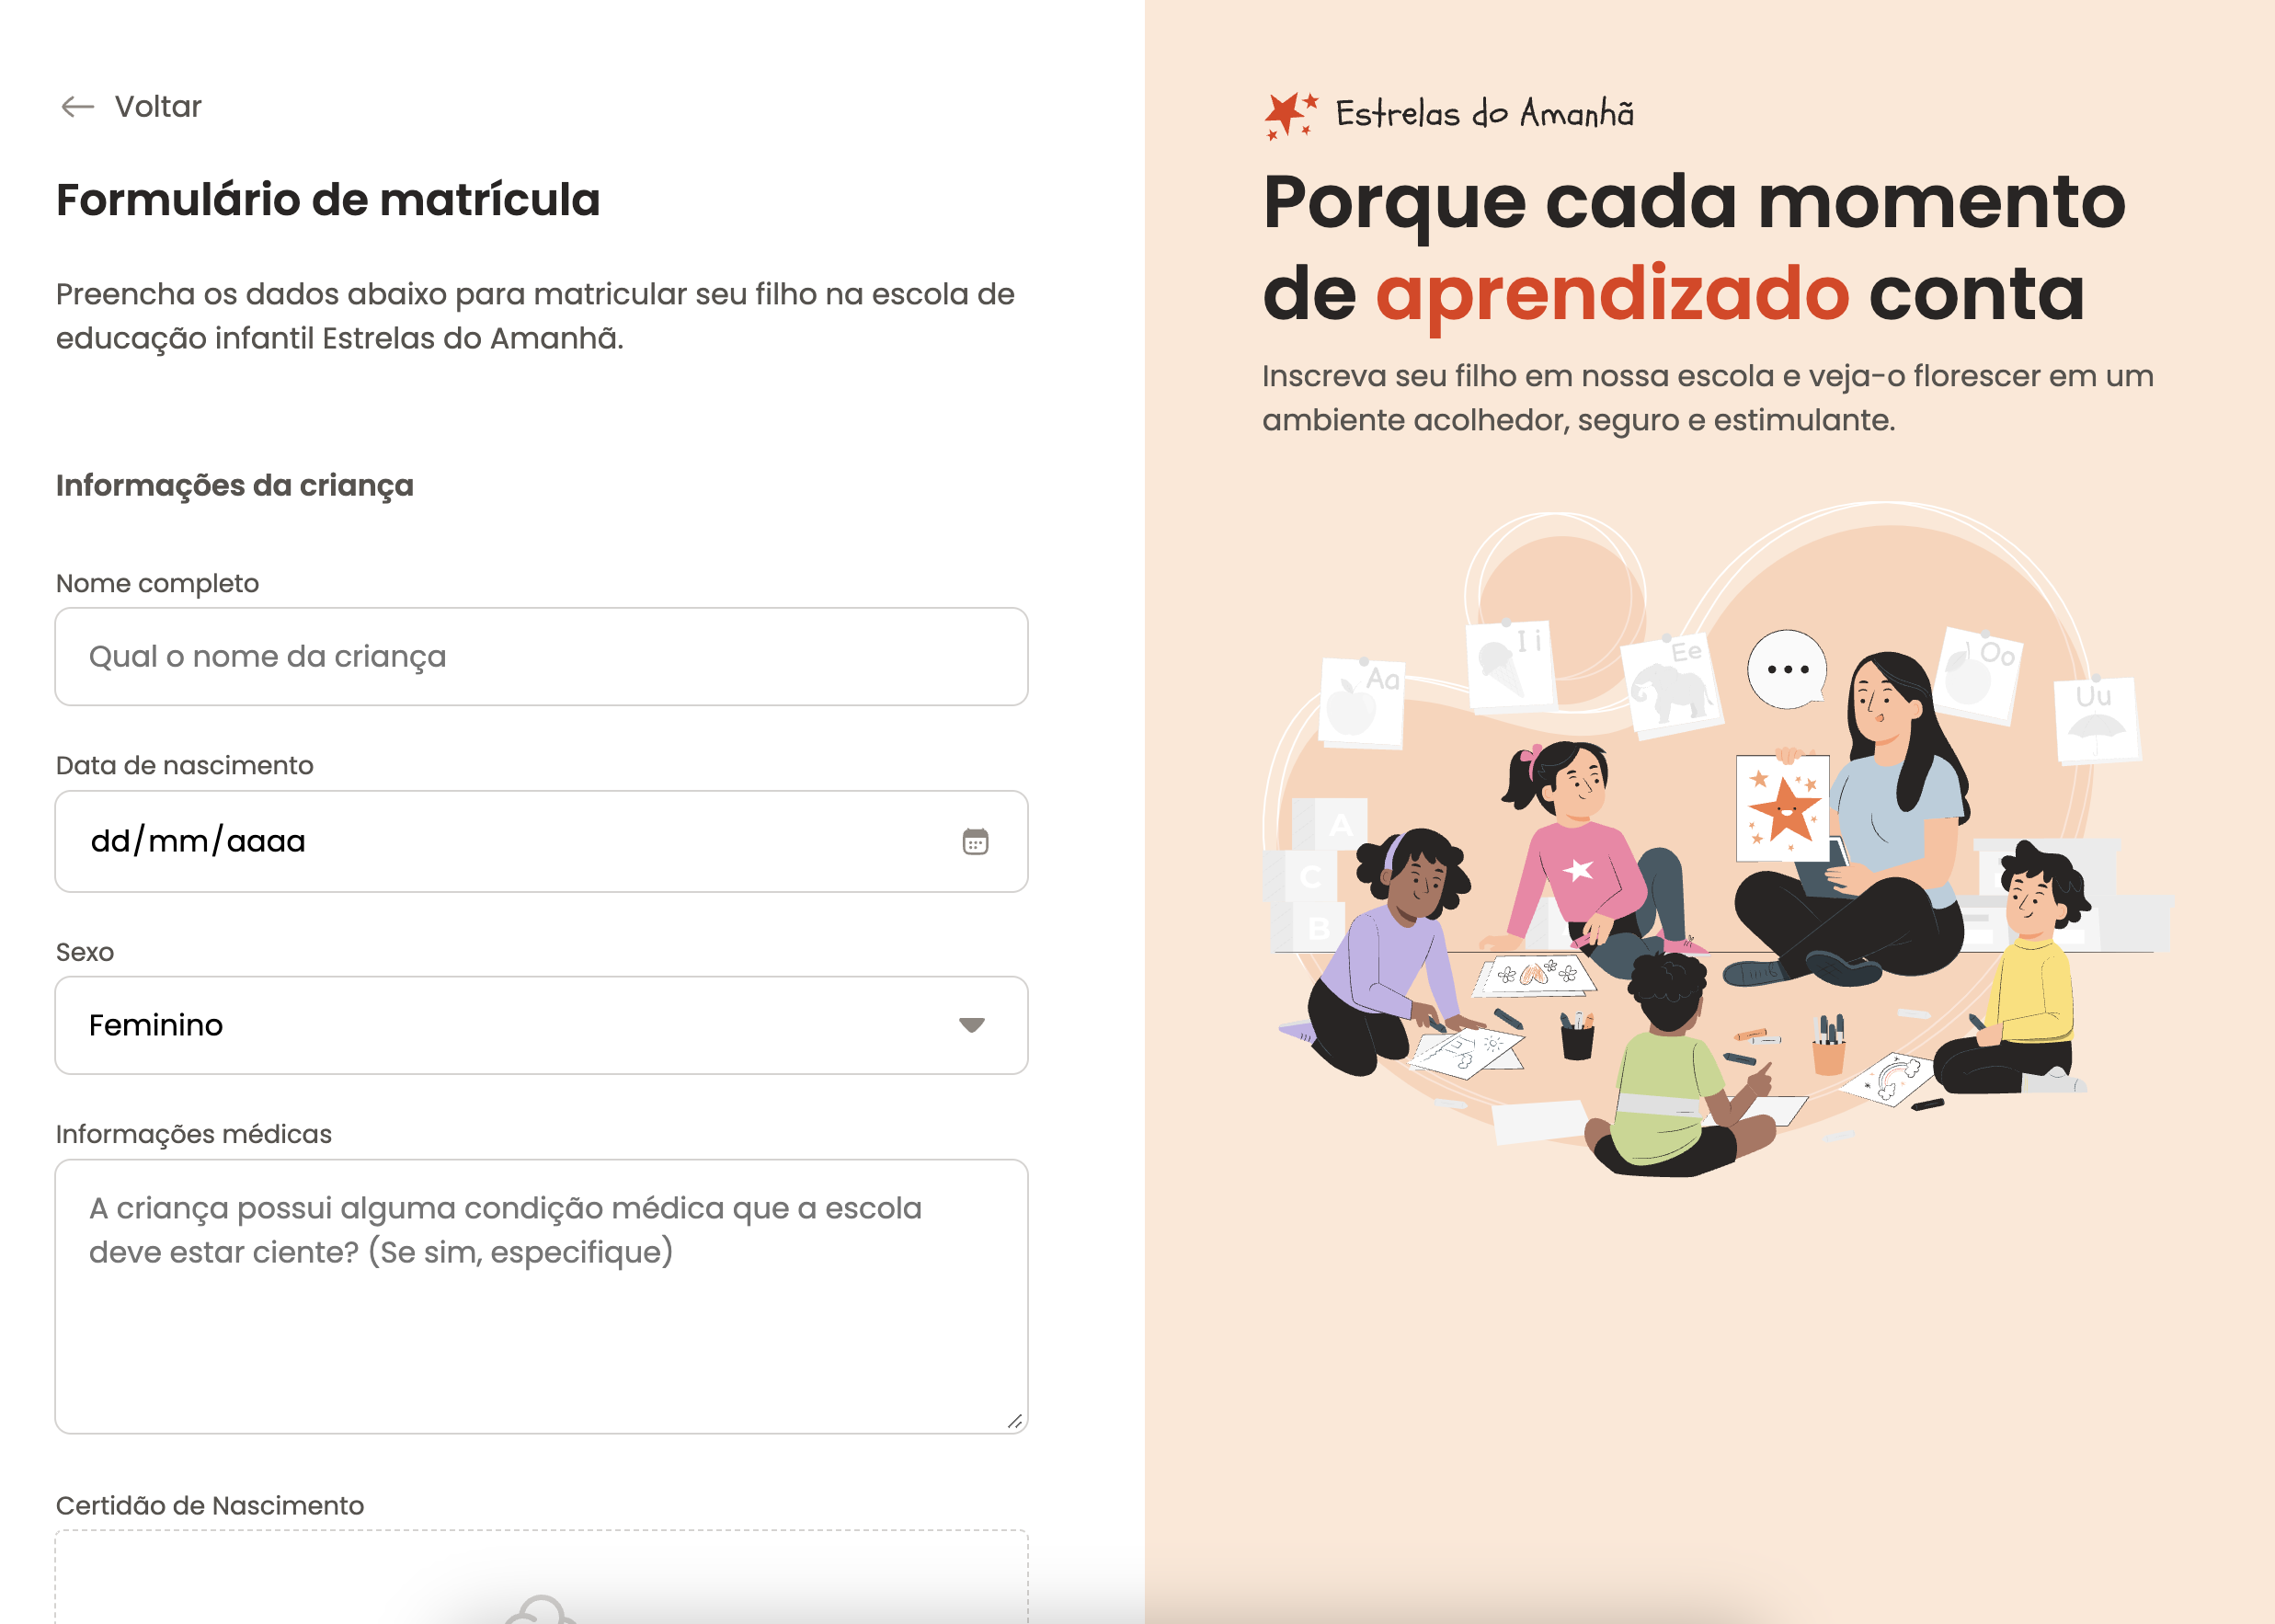 Voltar
Formulário de matrícula
Preencha os dados abaixo para matricular seu filho na escola de
educação infantil Estrelas do Amanhã.
Informações da criança
Nome completo
Qual o nome da criança
Data de nascimento
dd/mm/aaaa
Sexo
Feminino
Informações médicas
A criança possui alguma condição médica que a escola
deve estar ciente? (Se sim, especifique)
Certidão de Nascimento
Estrelas do Amanhã
Porque cada momento
de aprendizado conta
Inscreva seu filho em nossa escola e veja-o florescer em um
ambiente acolhedor, seguro e estimulante.
Aa
I i
Ee
Oo
Uu
A
C
B